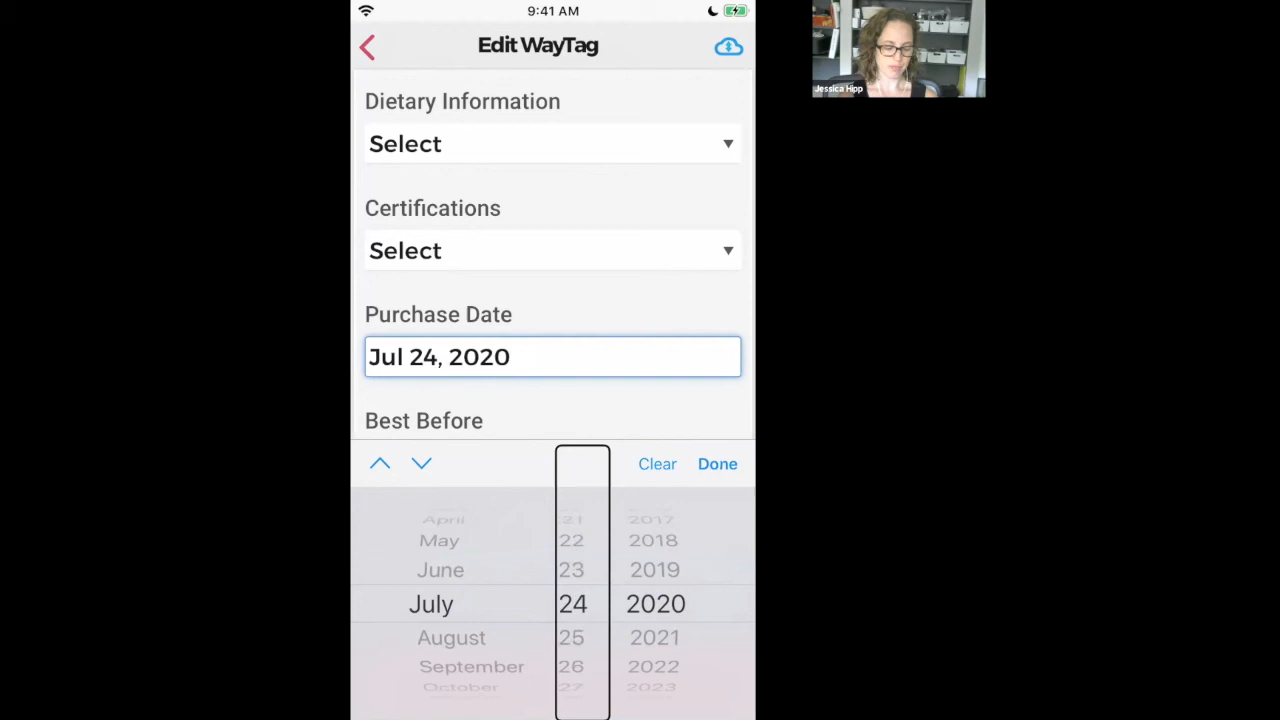 9:41 AM
Edit WayTag
Dietary Information
Select
Certifications
Select
Purchase Date
Jul 24, 2020
Best Before
Clear Done
April 21 2017
May 22 2018
June 23 2019
July 24 2020
August 25 2021
September 26 2022
October 27 2023
Jessica Hipp